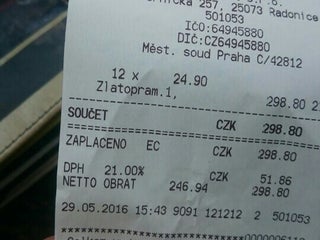 257, 25073 Radonice
501053
IČO:64945880
DIČ:CZ64945880
Měst. soud Praha C/42812
12 x 24.90
Zlatopram.1, 298.80
SOUČET CZK 298.80
ZAPLACENO EC CZK 298.80
DPH 21.00% 51.86
NETTO OBRAT 246.94 298.80
29.05.2016 15:43 9091 121212 2 501053